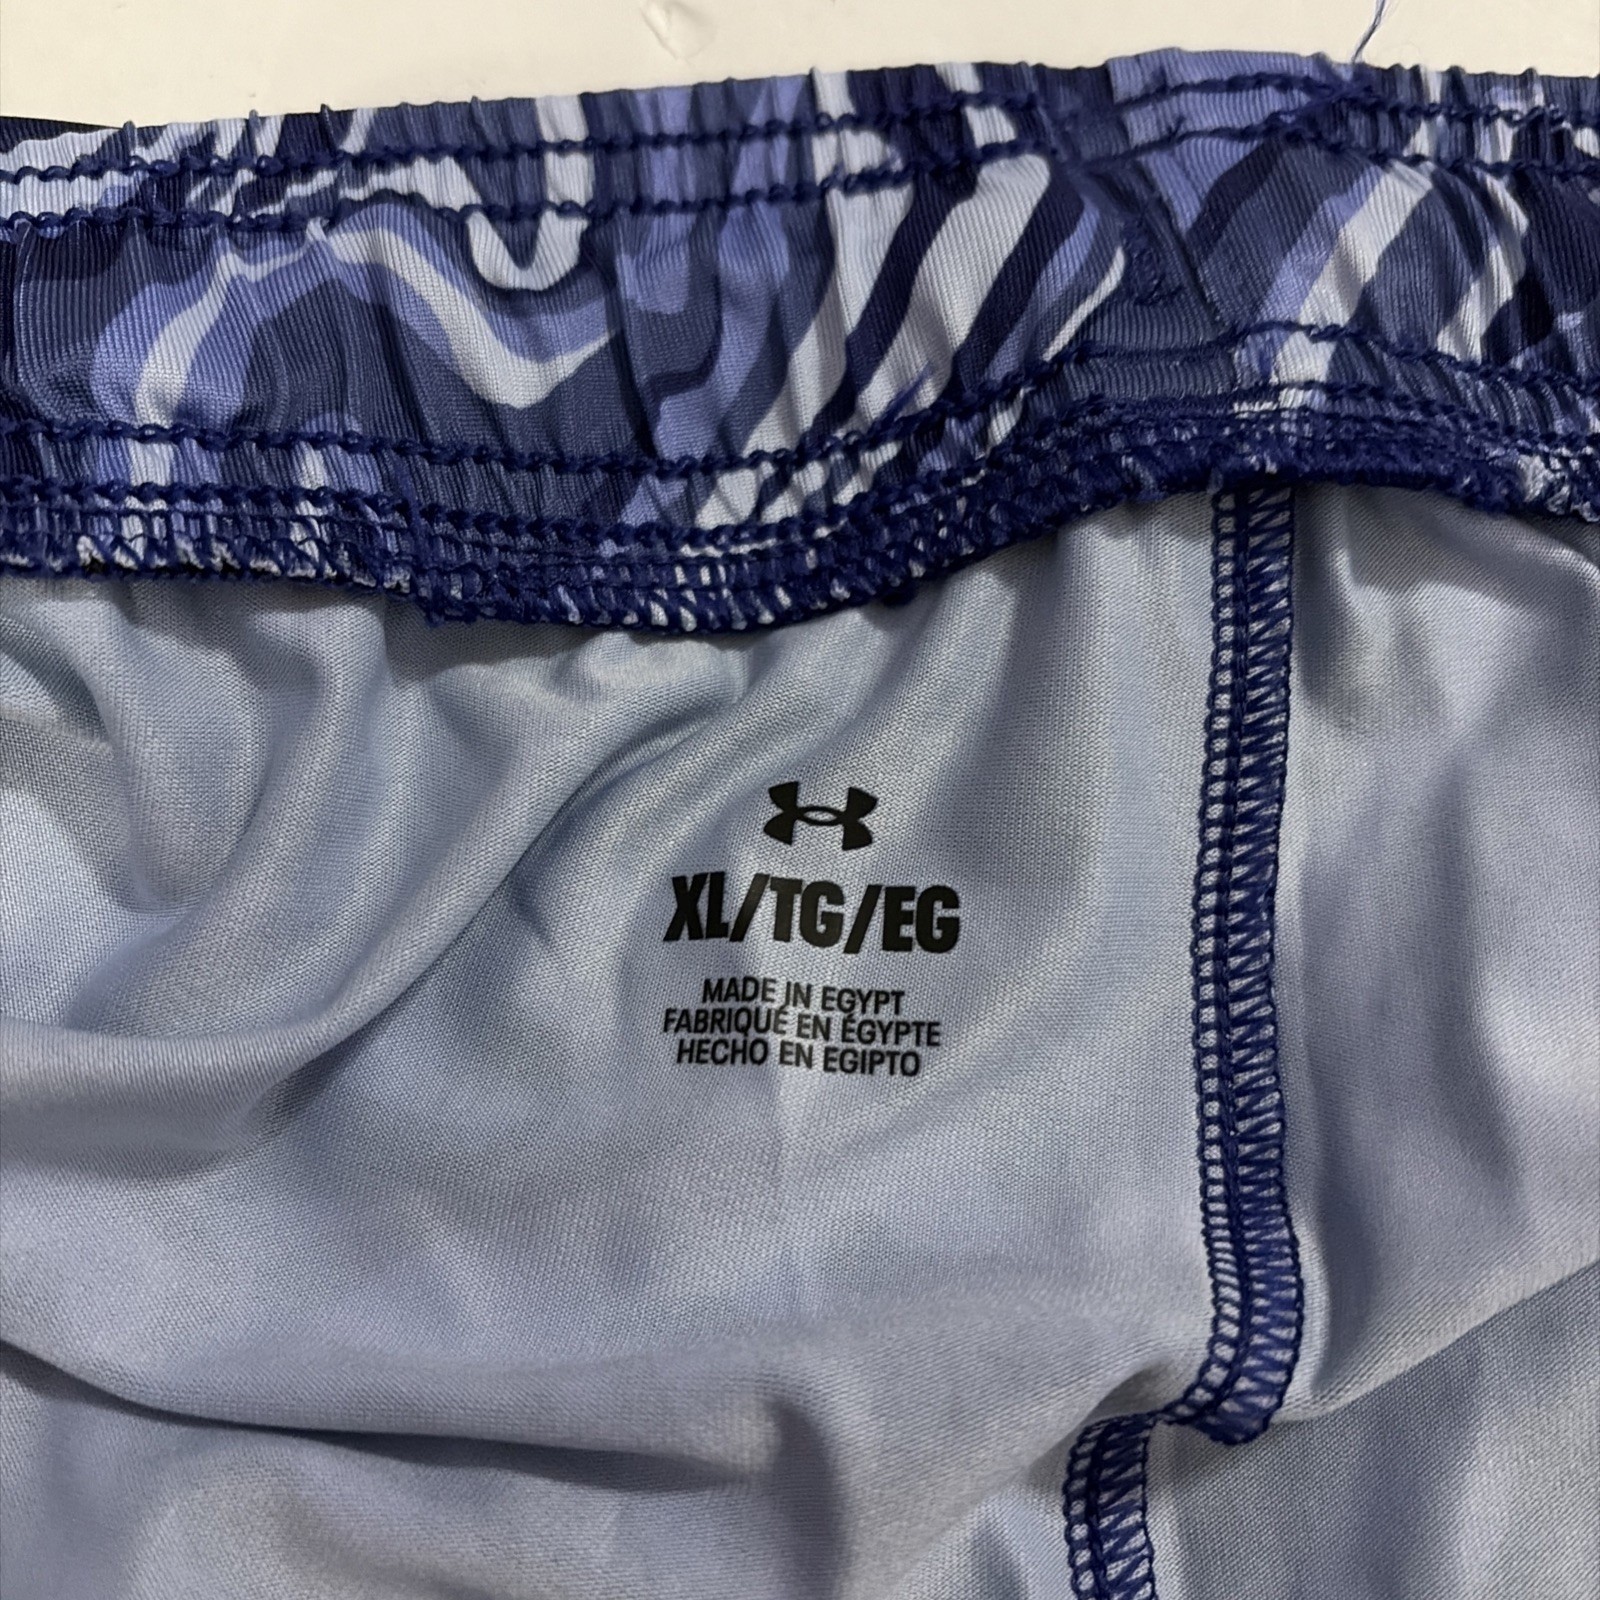 XL/TG/EG
MADE IN EGYPT
FABRIQUÉ EN ÉGYPTE
HECHO EN EGIPTO